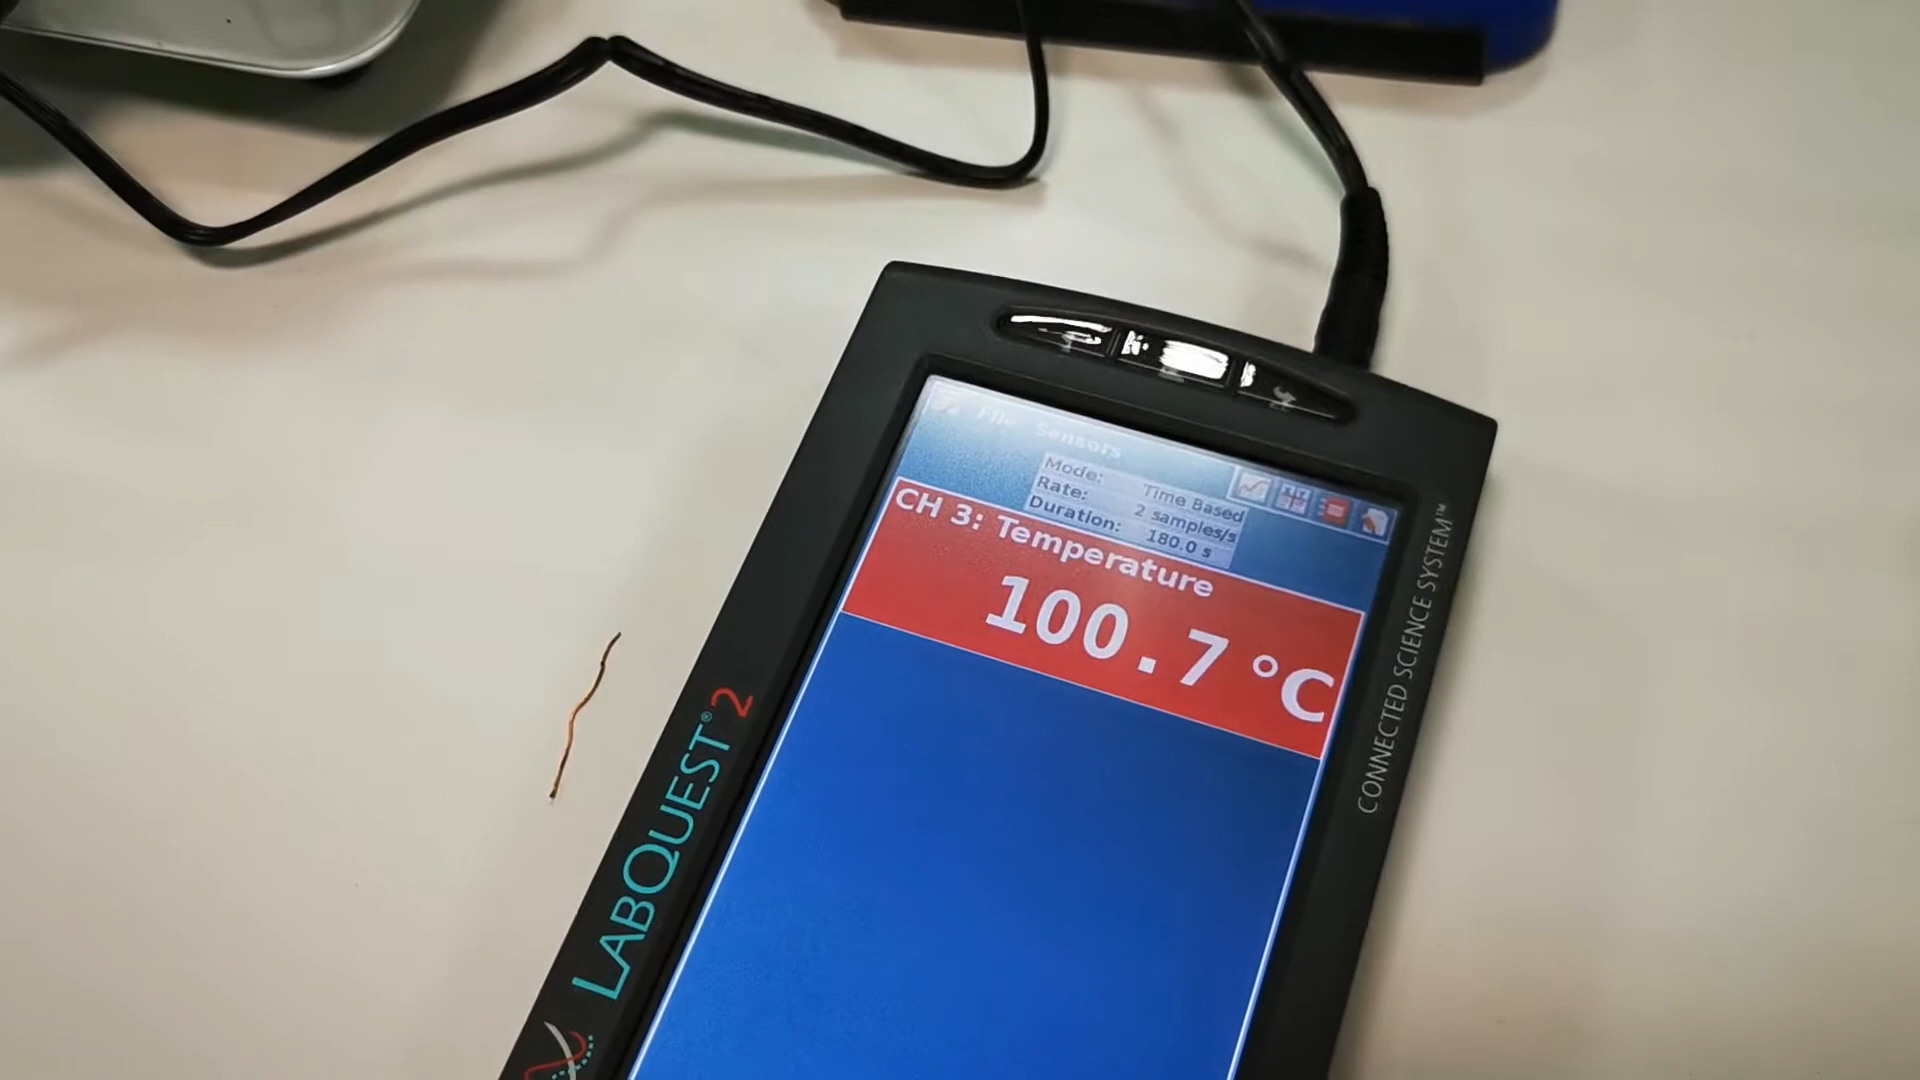 File Sensors
Mode: Time Based
Rate: 2 samples/s
Duration: 180.0 s
CH 3: Temperature
100.7 °C
LABQUEST®2
CONNECTED SCIENCE SYSTEM™